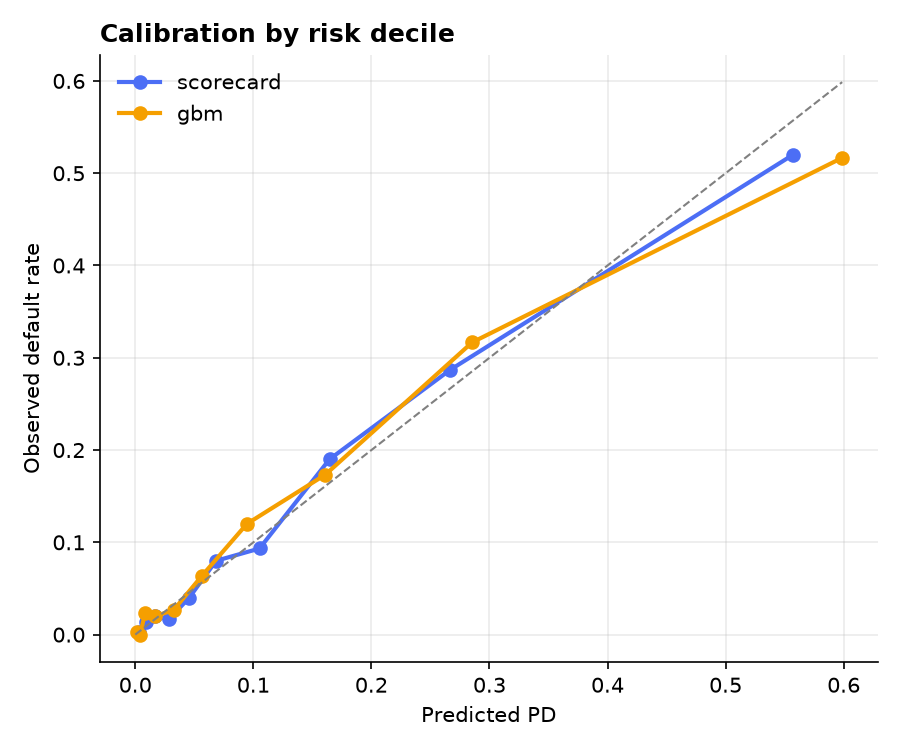 Calibration by risk decile
scorecard
gbm
0.6
0.5
0.4
0.3
0.2
0.1
0.0
Observed default rate
0.0 0.1 0.2 0.3 0.4 0.5 0.6
Predicted PD